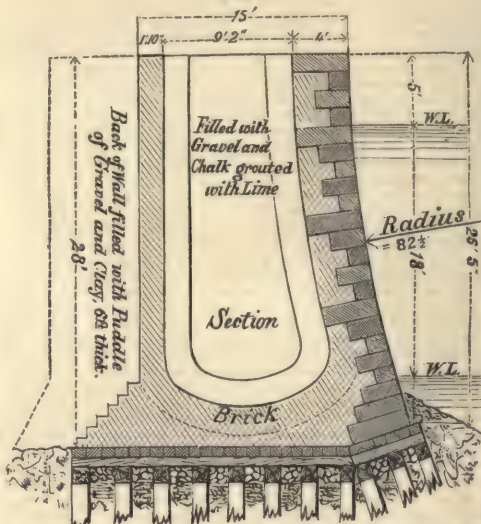 15'
1'.10"
9'.2"
4'
5'
W.L.
Filled with
Gravel and
Chalk grouted
with Lime
Back of Wall filled with Puddle
of Gravel and Clay, 6ft thick.
28'
Radius
= 82½'
18'
26' 5"
Section
W.L.
Brick